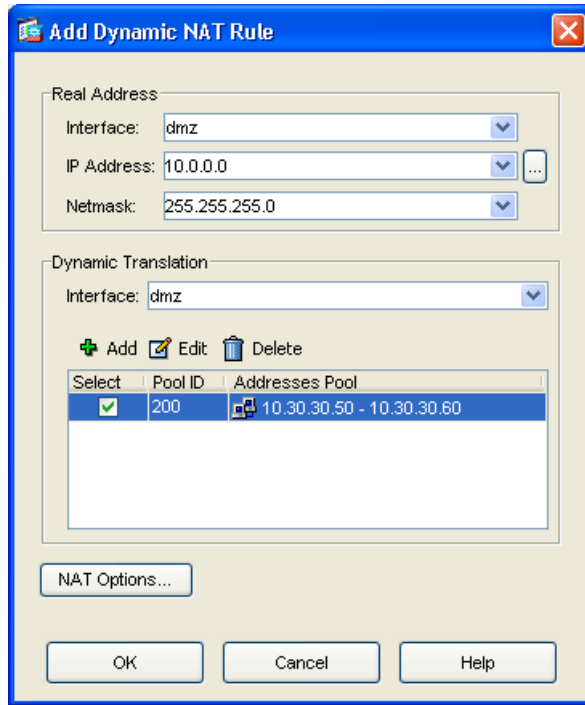 Add Dynamic NAT Rule
Real Address
Interface: dmz
IP Address: 10.0.0.0 ...
Netmask: 255.255.255.0
Dynamic Translation
Interface: dmz
Add Edit Delete
Select Pool ID Addresses Pool
200 10.30.30.50 - 10.30.30.60
NAT Options...
OK Cancel Help